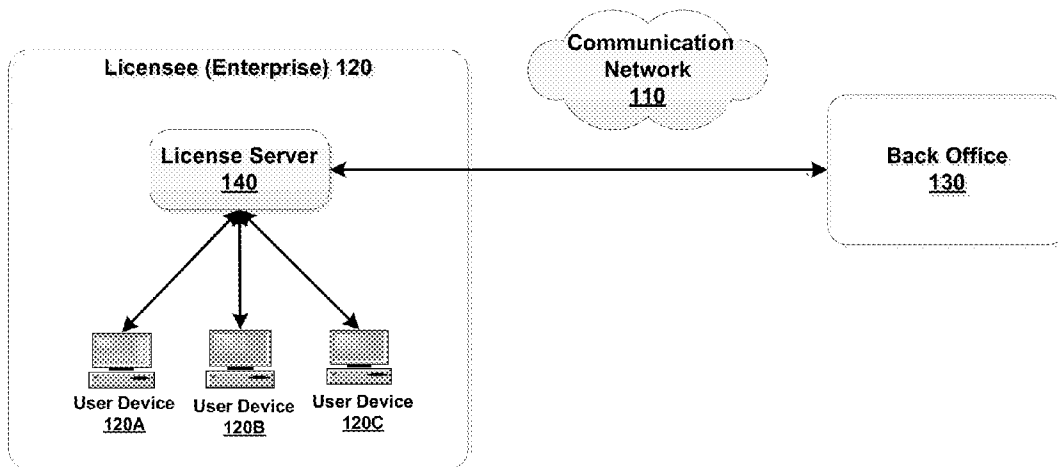 Communication
Network
110
Licensee (Enterprise) 120
License Server
140
Back Office
130
User Device
120A
User Device
120B
User Device
120C